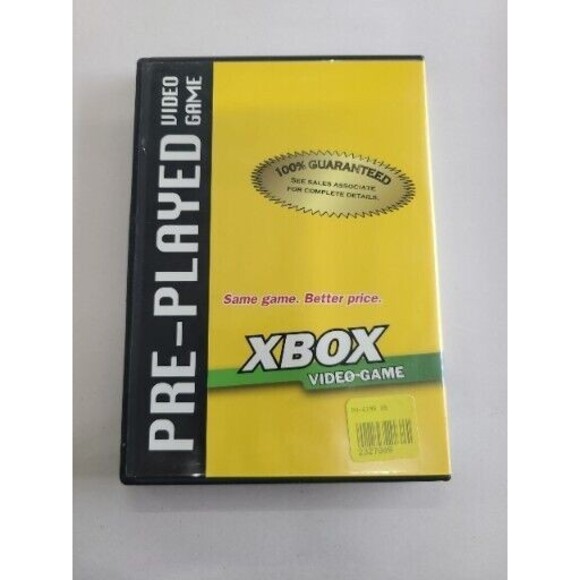 PRE-PLAYED
VIDEO
GAME
100% GUARANTEED
SEE SALES ASSOCIATE
FOR COMPLETE DETAILS.
Same game. Better price.
XBOX
VIDEO GAME